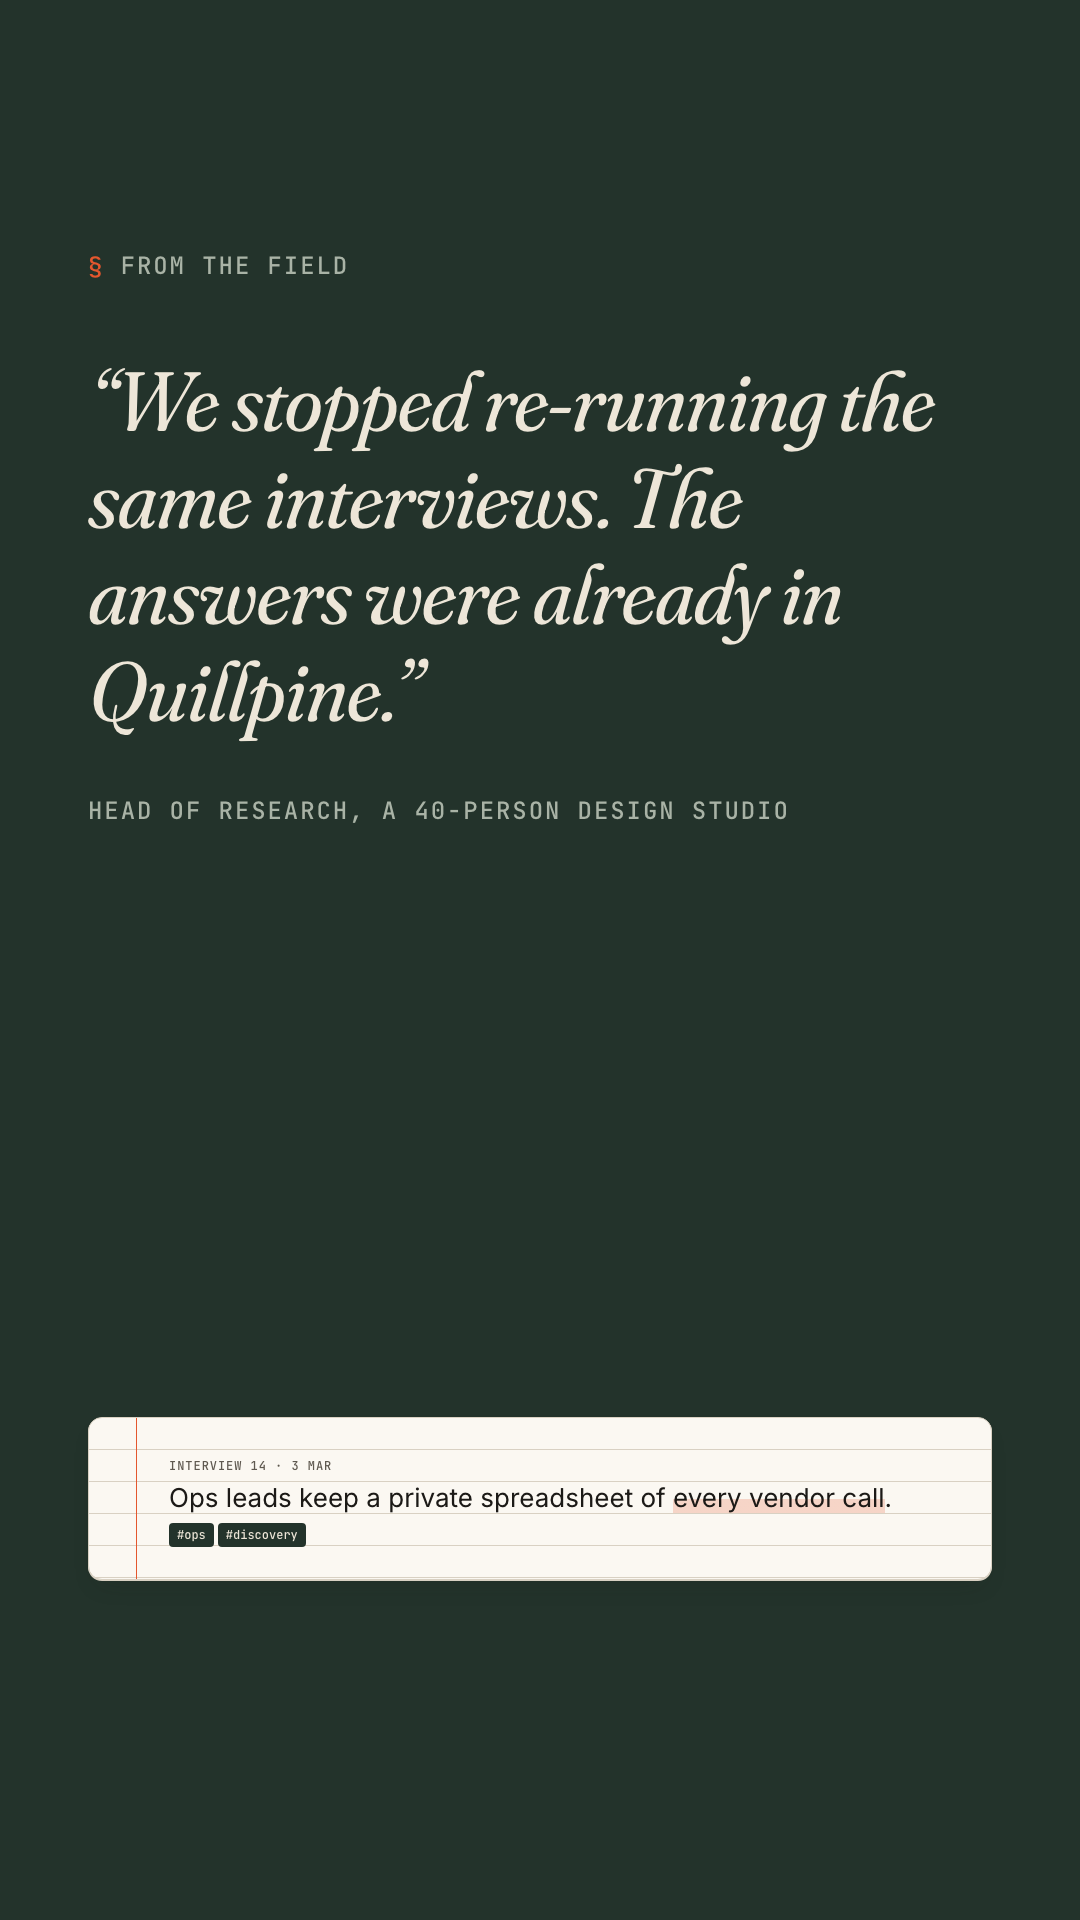 § FROM THE FIELD
“We stopped re-running the
same interviews. The
answers were already in
Quillpine.”
HEAD OF RESEARCH, A 40-PERSON DESIGN STUDIO
INTERVIEW 14 · 3 MAR
Ops leads keep a private spreadsheet of every vendor call.
#ops #discovery